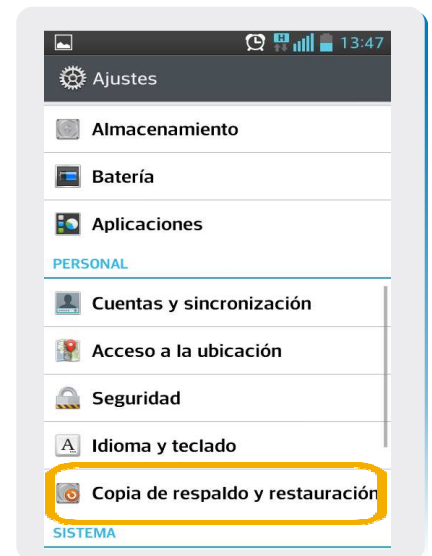 H 13:47
Ajustes
Almacenamiento
Batería
Aplicaciones
PERSONAL
Cuentas y sincronización
Acceso a la ubicación
Seguridad
A Idioma y teclado
Copia de respaldo y restauración
SISTEMA